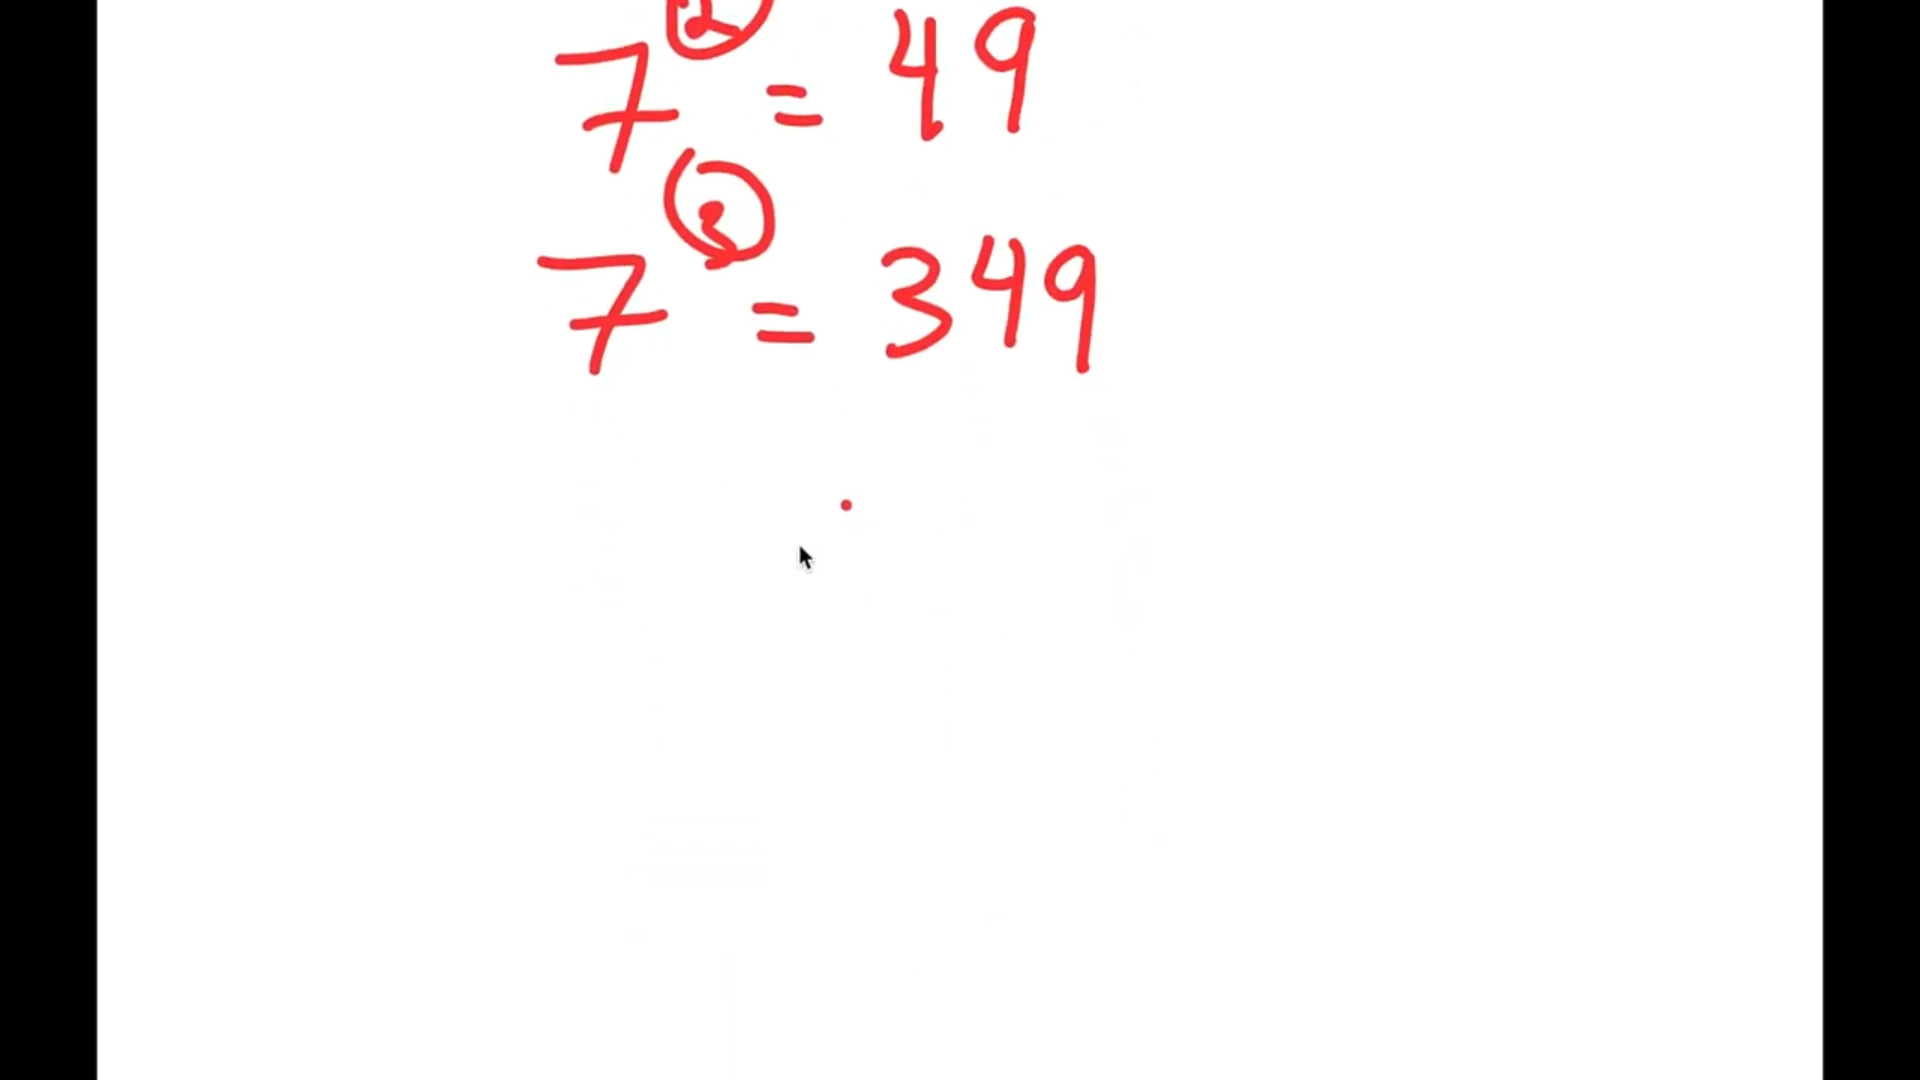 7² = 49
7³ = 349